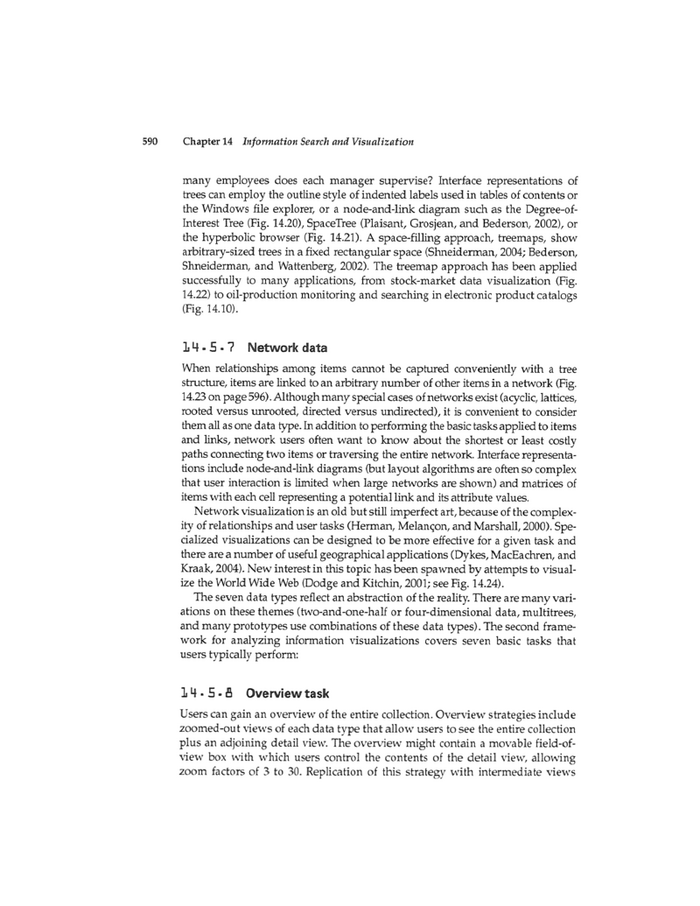 590 Chapter 14 Information Search and Visualization
many employees does each manager supervise? Interface representations of
trees can employ the outline style of indented labels used in tables of contents or
the Windows file explorer, or a node-and-link diagram such as the Degree-of-
Interest Tree (Fig. 14.20), SpaceTree (Plaisant, Grosjean, and Bederson, 2002), or
the hyperbolic browser (Fig. 14.21). A space-filling approach, treemaps, show
arbitrary-sized trees in a fixed rectangular space (Shneiderman, 2004; Bederson,
Shneiderman, and Wattenberg, 2002). The treemap approach has been applied
successfully to many applications, from stock-market data visualization (Fig.
14.22) to oil-production monitoring and searching in electronic product catalogs
(Fig. 14.10).
14.5.7 Network data
When relationships among items cannot be captured conveniently with a tree
structure, items are linked to an arbitrary number of other items in a network (Fig.
14.23 on page 596). Although many special cases of networks exist (acyclic, lattices,
rooted versus unrooted, directed versus undirected), it is convenient to consider
them all as one data type. In addition to performing the basic tasks applied to items
and links, network users often want to know about the shortest or least costly
paths connecting two items or traversing the entire network. Interface representa-
tions include node-and-link diagrams (but layout algorithms are often so complex
that user interaction is limited when large networks are shown) and matrices of
items with each cell representing a potential link and its attribute values.
Network visualization is an old but still imperfect art, because of the complex-
ity of relationships and user tasks (Herman, Melançon, and Marshall, 2000). Spe-
cialized visualizations can be designed to be more effective for a given task and
there are a number of useful geographical applications (Dykes, MacEachren, and
Kraak, 2004). New interest in this topic has been spawned by attempts to visual-
ize the World Wide Web (Dodge and Kitchin, 2001; see Fig. 14.24).
The seven data types reflect an abstraction of the reality. There are many vari-
ations on these themes (two-and-one-half or four-dimensional data, multitrees,
and many prototypes use combinations of these data types). The second frame-
work for analyzing information visualizations covers seven basic tasks that
users typically perform:
14.5.8 Overview task
Users can gain an overview of the entire collection. Overview strategies include
zoomed-out views of each data type that allow users to see the entire collection
plus an adjoining detail view. The overview might contain a movable field-of-
view box with which users control the contents of the detail view, allowing
zoom factors of 3 to 30. Replication of this strategy with intermediate views